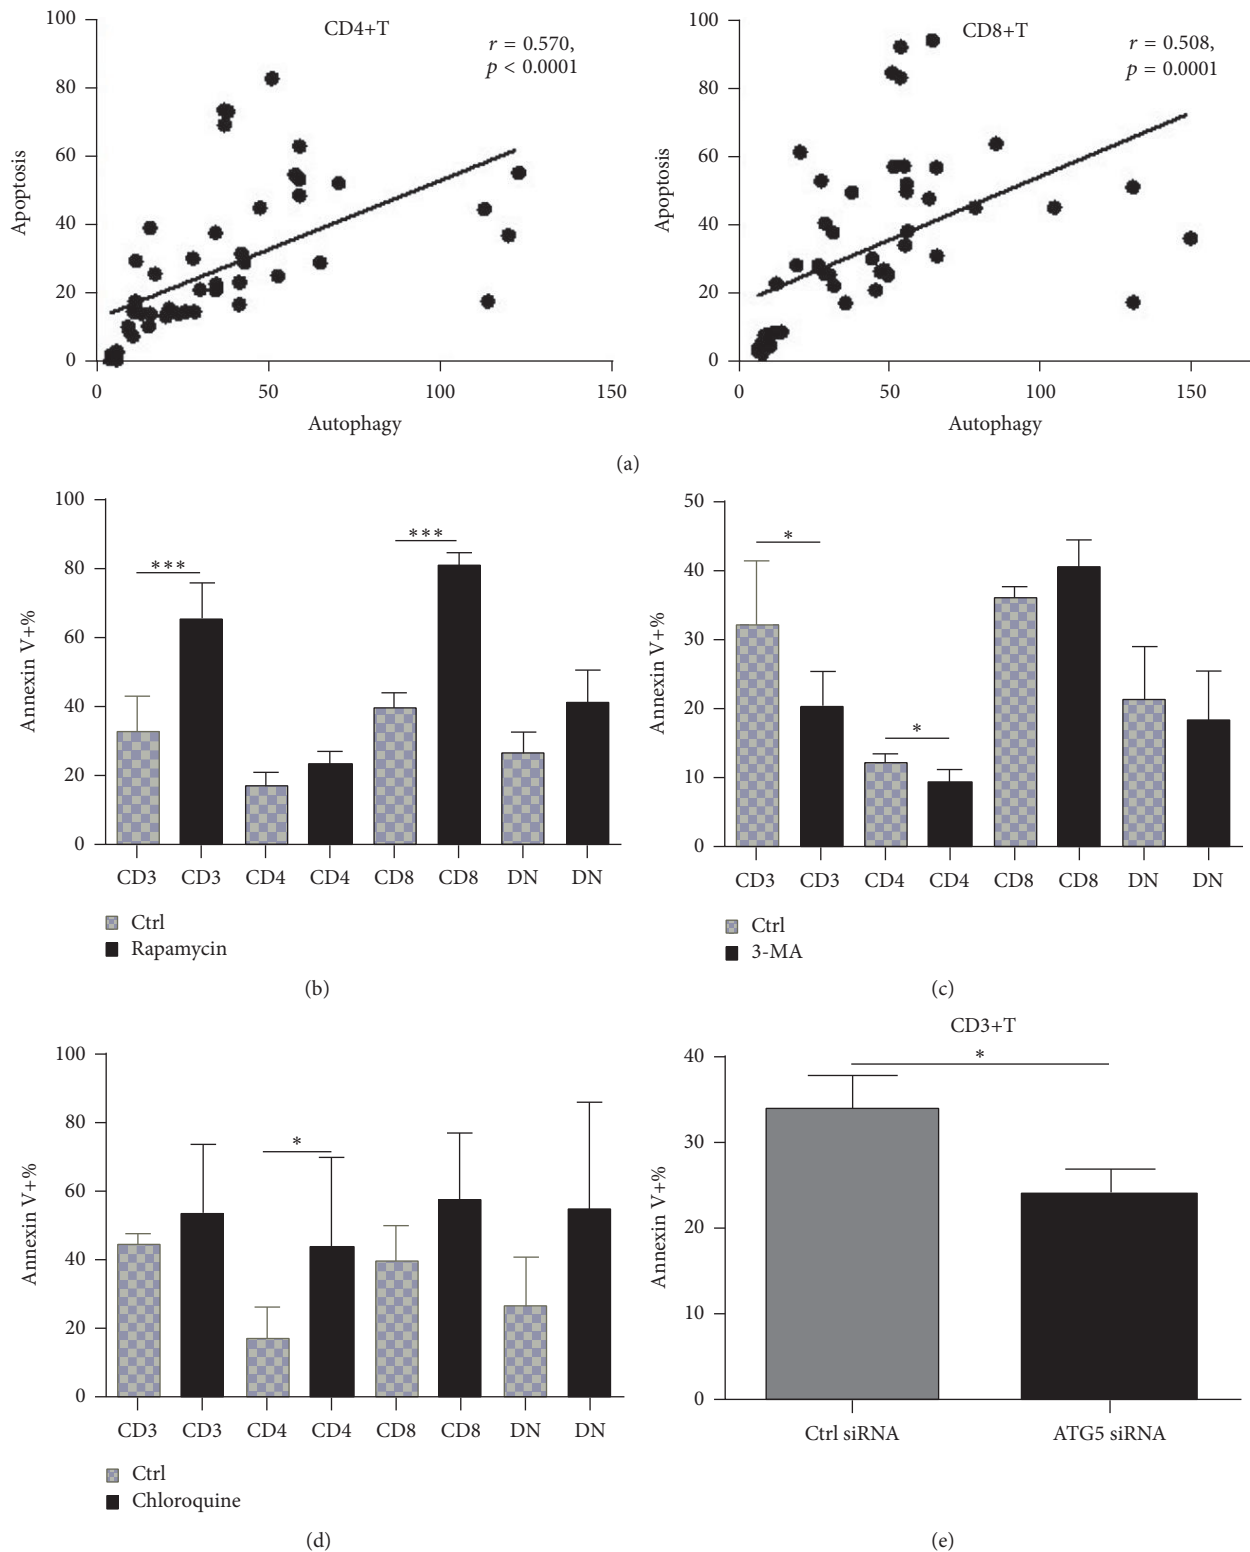 CD4+T
r = 0.570,
p < 0.0001
100
80
60
40
20
0
Apoptosis
0 50 100 150
Autophagy
CD8+T
r = 0.508,
p = 0.0001
100
80
60
40
20
0
Apoptosis
0 50 100 150
Autophagy
(a)
100
80
60
40
20
0
Annexin V+%
***
***
CD3 CD3 CD4 CD4 CD8 CD8 DN DN
Ctrl
Rapamycin
(b)
50
40
30
20
10
0
Annexin V+%
*
*
CD3 CD3 CD4 CD4 CD8 CD8 DN DN
Ctrl
3-MA
(c)
100
80
60
40
20
0
Annexin V+%
*
CD3 CD3 CD4 CD4 CD8 CD8 DN DN
Ctrl
Chloroquine
(d)
CD3+T
40
30
20
10
0
Annexin V+%
*
Ctrl siRNA ATG5 siRNA
(e)